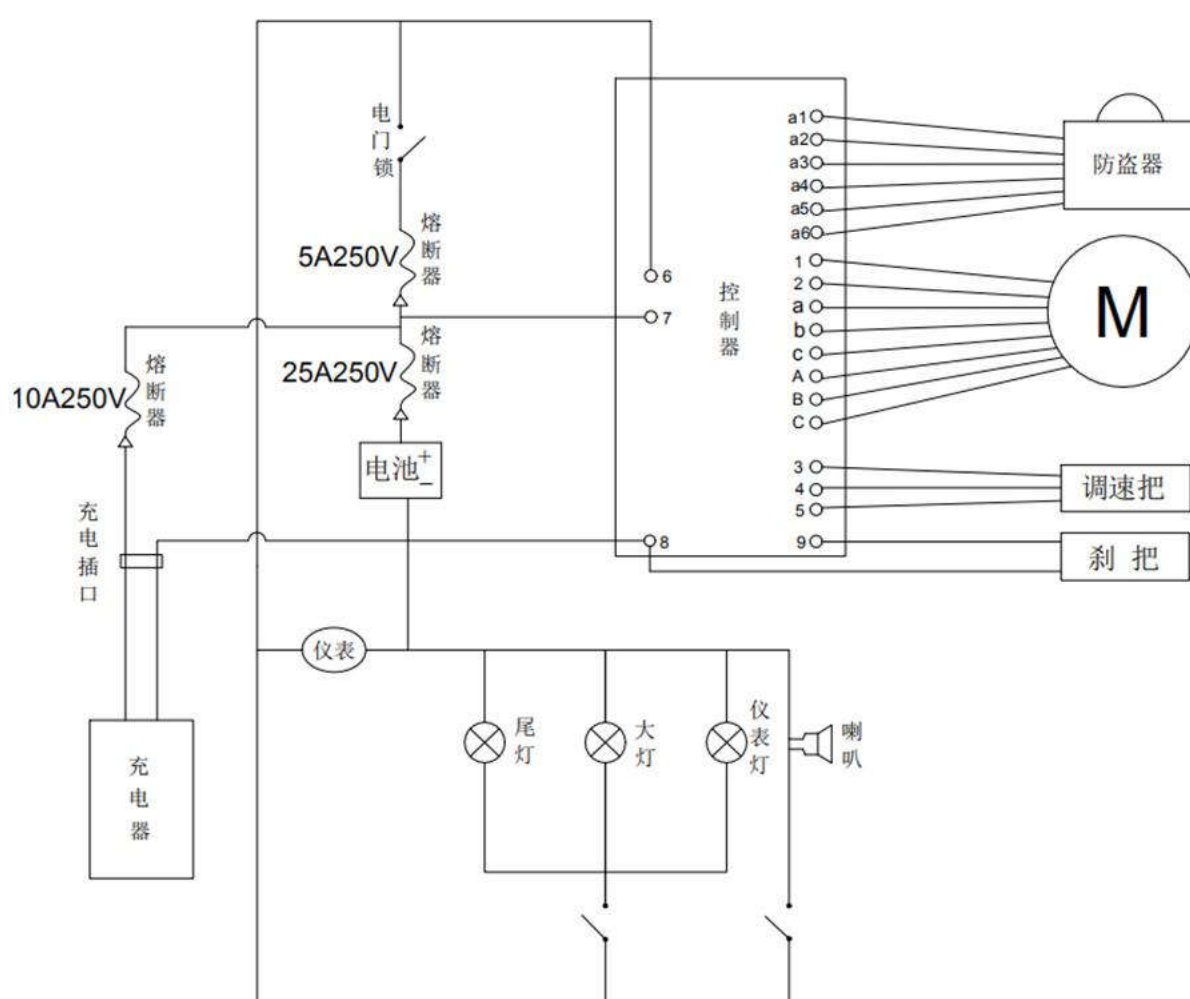 电门锁
熔断器
5A250V
熔断器
25A250V
熔断器
10A250V
电池+
−
充电插口
充电器
控制器
6
7
8
a1
a2
a3
a4
a5
a6
1
2
a
b
c
A
B
C
3
4
5
9
防盗器
M
调速把
刹 把
仪表
尾灯
大灯
仪表灯
喇叭